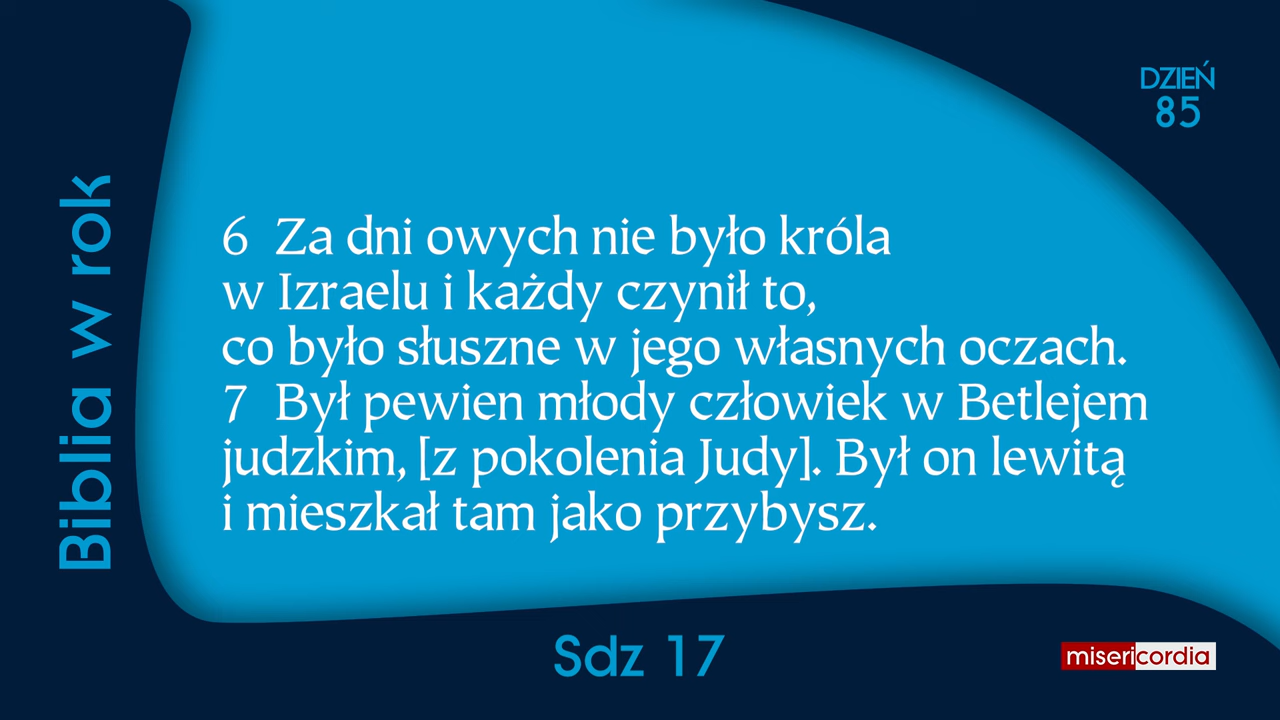 DZIEŃ
85
Biblia w rok
6 Za dni owych nie było króla
w Izraelu i każdy czynił to,
co było słuszne w jego własnych oczach.
7 Był pewien młody człowiek w Betlejem
judzkim, [z pokolenia Judy]. Był on lewitą
i mieszkał tam jako przybysz.
Sdz 17
misericordia